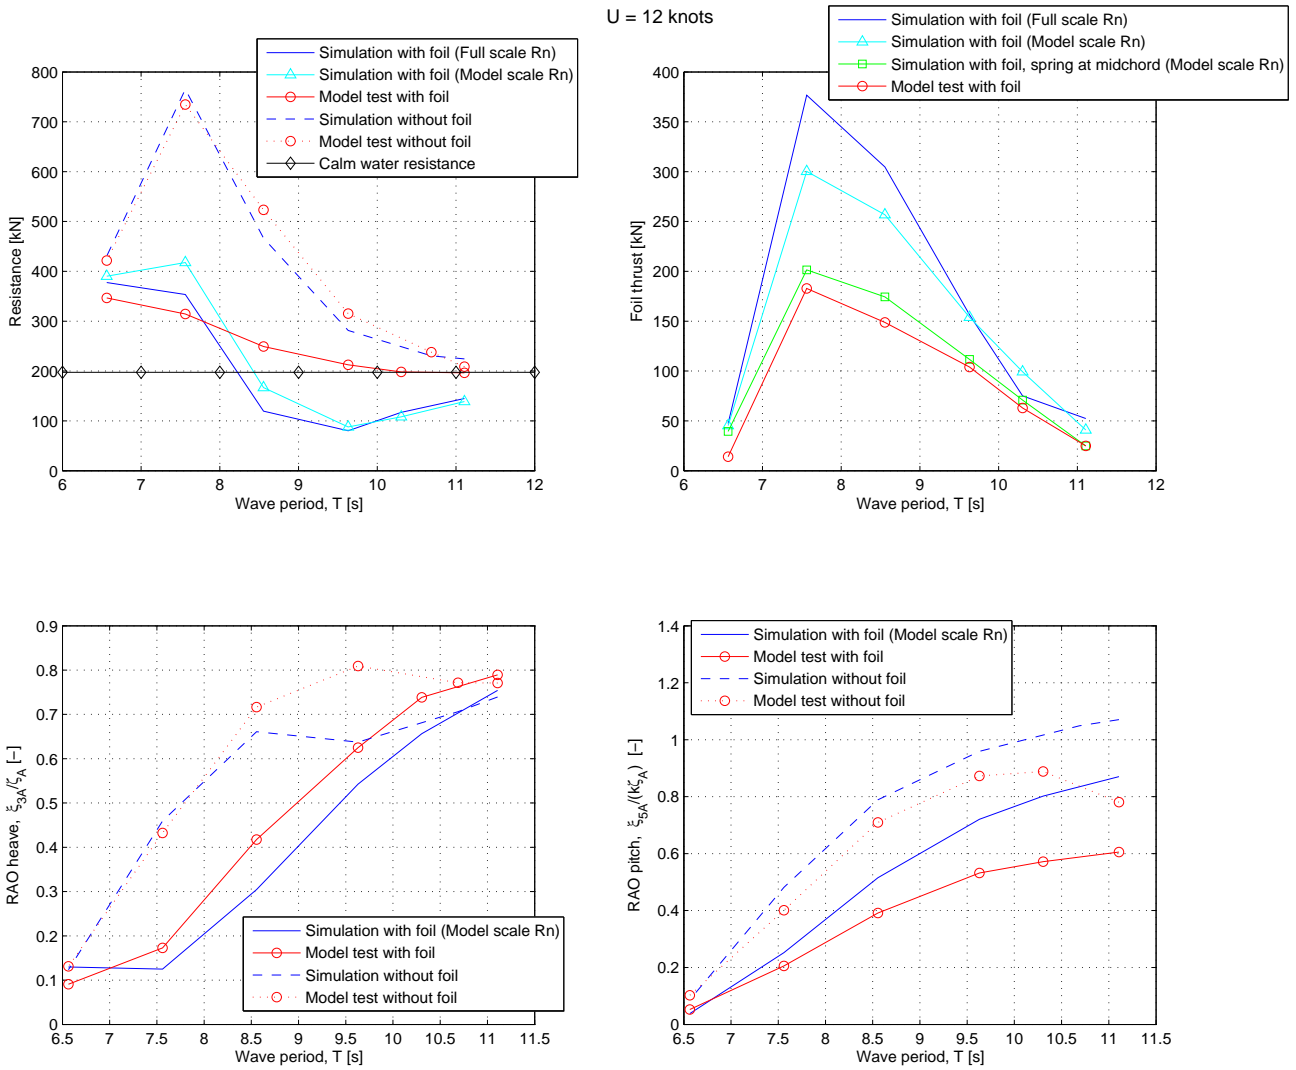 U = 12 knots
Simulation with foil (Full scale Rn)
Simulation with foil (Model scale Rn)
Model test with foil
Simulation without foil
Model test without foil
Calm water resistance
800
700
600
500
400
300
200
100
0
6 7 8 9 10 11 12
Resistance [kN]
Wave period, T [s]
Simulation with foil (Full scale Rn)
Simulation with foil (Model scale Rn)
Simulation with foil, spring at midchord (Model scale Rn)
Model test with foil
400
350
300
250
200
150
100
50
0
6 7 8 9 10 11 12
Foil thrust [kN]
Wave period, T [s]
0.9
0.8
0.7
0.6
0.5
0.4
0.3
0.2
0.1
0
6.5 7 7.5 8 8.5 9 9.5 10 10.5 11 11.5
RAO heave, ξ3A/ζA [−]
Wave period, T [s]
Simulation with foil (Model scale Rn)
Model test with foil
Simulation without foil
Model test without foil
Simulation with foil (Model scale Rn)
Model test with foil
Simulation without foil
Model test without foil
1.4
1.2
1
0.8
0.6
0.4
0.2
0
6.5 7 7.5 8 8.5 9 9.5 10 10.5 11 11.5
RAO pitch, ξ5A/(kζA) [−]
Wave period, T [s]